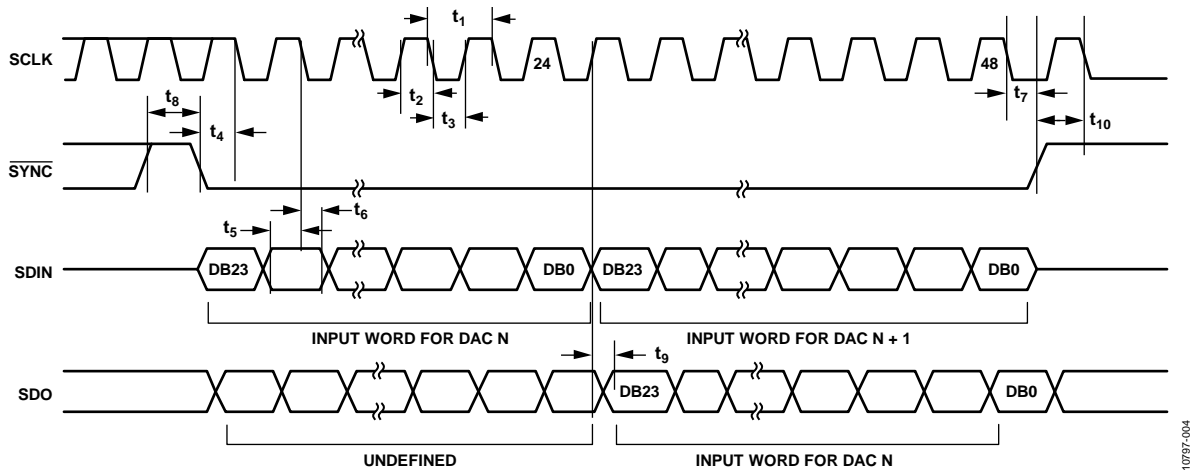 t1
SCLK
24
48
t2
t3
t7
t8
t4
t10
SYNC
t6
t5
SDIN
DB23
DB0
DB23
DB0
INPUT WORD FOR DAC N
INPUT WORD FOR DAC N + 1
t9
SDO
DB23
DB0
UNDEFINED
INPUT WORD FOR DAC N
10797-004